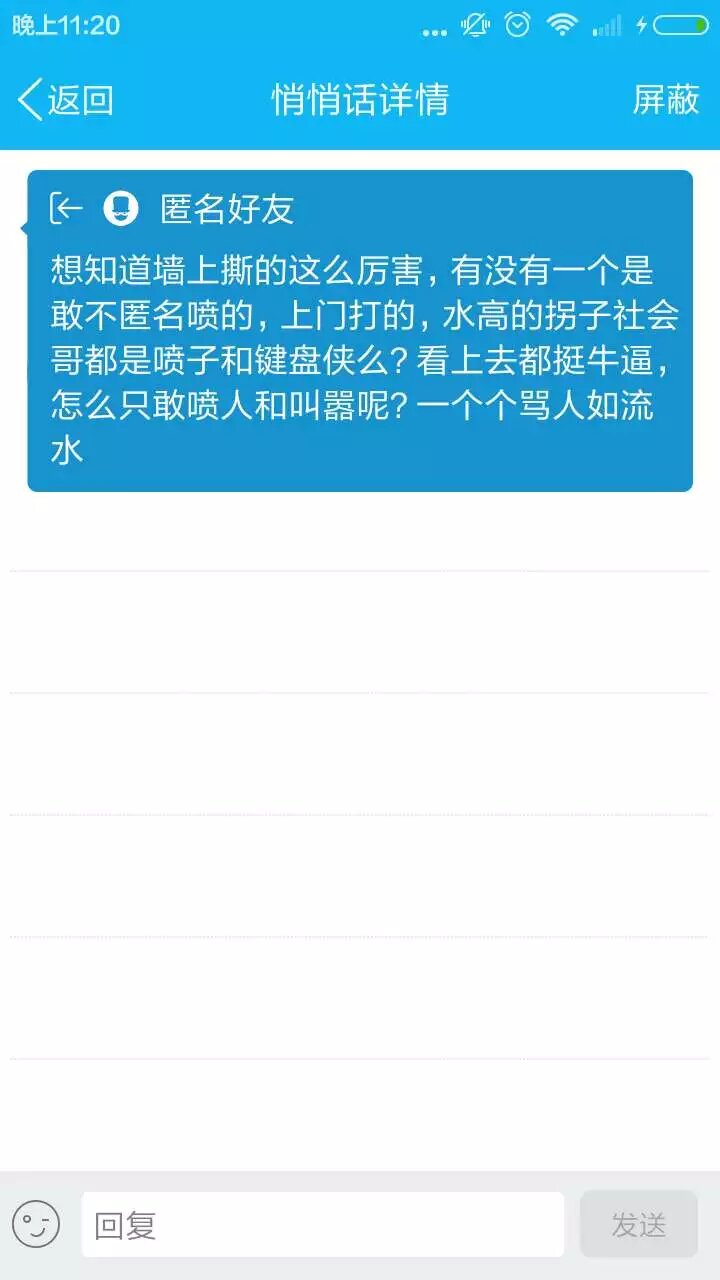 晚上11:20
返回
悄悄话详情
屏蔽
匿名好友
想知道墙上撕的这么厉害,有没有一个是
敢不匿名喷的,上门打的,水高的拐子社会
哥都是喷子和键盘侠么?看上去都挺牛逼,
怎么只敢喷人和叫嚣呢?一个个骂人如流
水
回复
发送